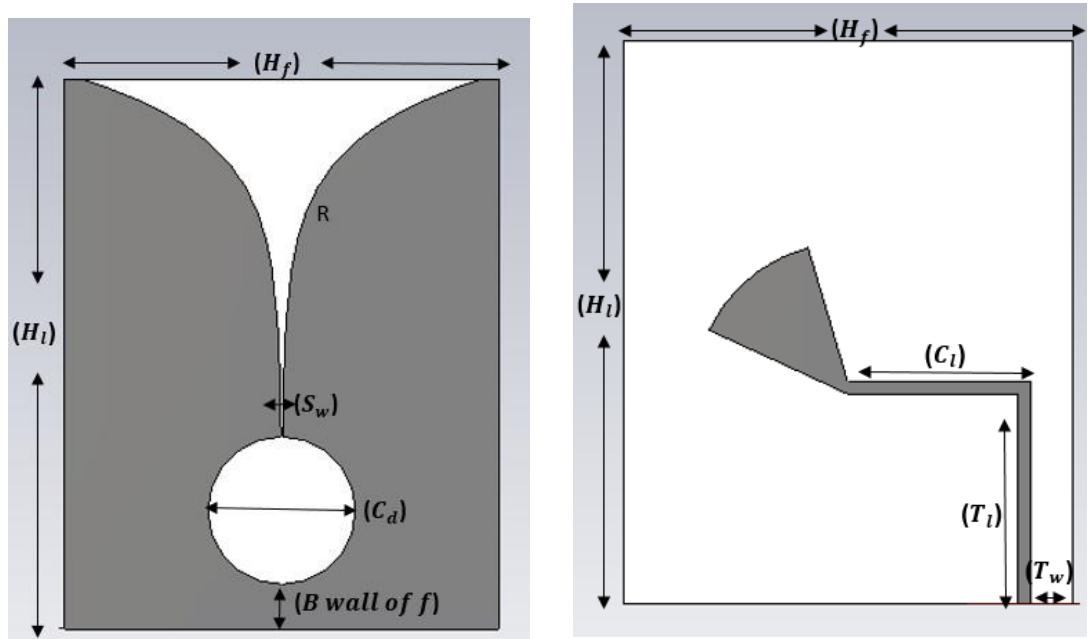 (H_f)
(H_l)
R
(S_w)
(C_d)
(B wall of f)
(H_f)
(H_l)
(C_l)
(T_l)
(T_w)